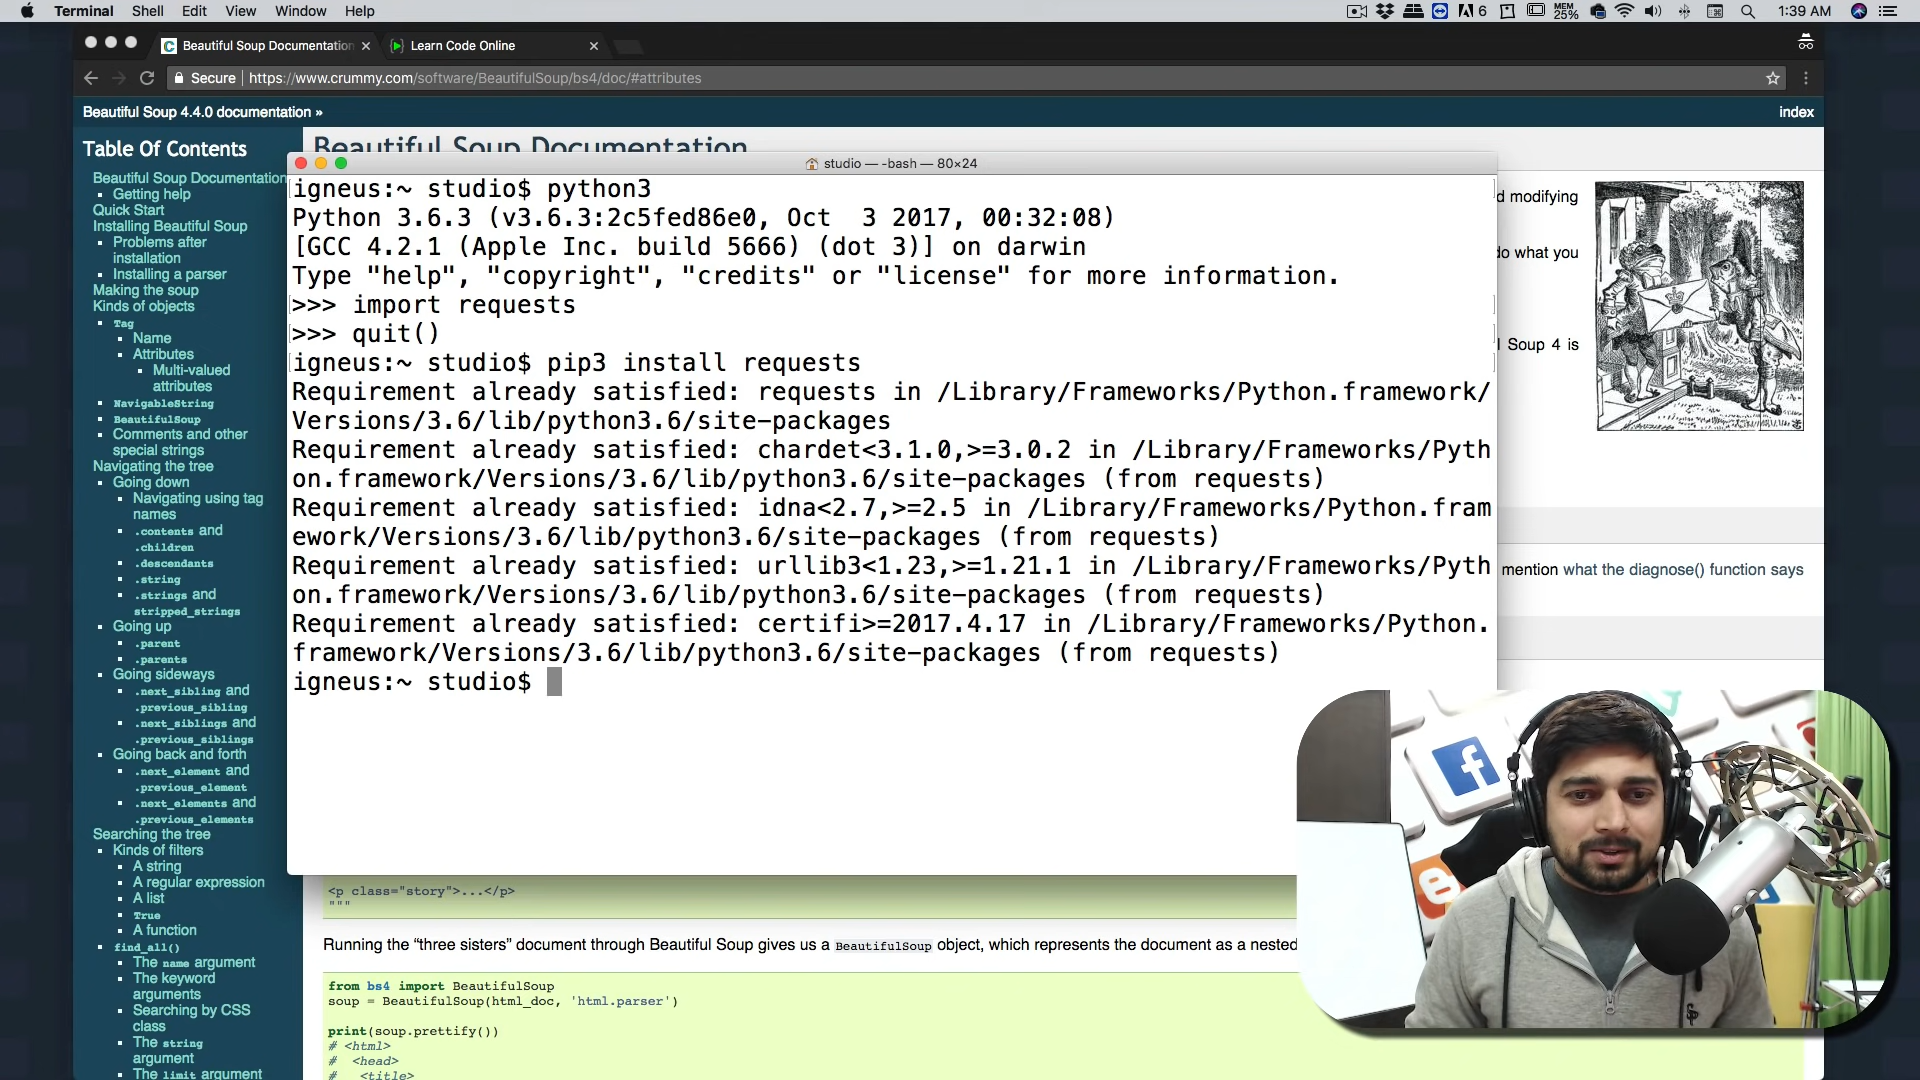 Terminal Shell Edit View Window Help
6 MEM 25% 1:39 AM
Beautiful Soup Documentation Learn Code Online
Secure https://www.crummy.com/software/BeautifulSoup/bs4/doc/#attributes
Beautiful Soup 4.4.0 documentation » index
Table Of Contents
Beautiful Soup Documentation
Getting help
Quick Start
Installing Beautiful Soup
Problems after
installation
Installing a parser
Making the soup
Kinds of objects
Tag
Name
Attributes
Multi-valued
attributes
NavigableString
BeautifulSoup
Comments and other
special strings
Navigating the tree
Going down
Navigating using tag
names
.contents and
.children
.descendants
.string
.strings and
stripped_strings
Going up
.parent
.parents
Going sideways
.next_sibling and
.previous_sibling
.next_siblings and
.previous_siblings
Going back and forth
.next_element and
.previous_element
.next_elements and
.previous_elements
Searching the tree
Kinds of filters
A string
A regular expression
A list
True
A function
find_all()
The name argument
The keyword
arguments
Searching by CSS
class
The string
argument
The limit argument
Beautiful Soup Documentation
studio — -bash — 80×24
igneus:~ studio$ python3
Python 3.6.3 (v3.6.3:2c5fed86e0, Oct  3 2017, 00:32:08)
[GCC 4.2.1 (Apple Inc. build 5666) (dot 3)] on darwin
Type "help", "copyright", "credits" or "license" for more information.
>>> import requests
>>> quit()
igneus:~ studio$ pip3 install requests
Requirement already satisfied: requests in /Library/Frameworks/Python.framework/
Versions/3.6/lib/python3.6/site-packages
Requirement already satisfied: chardet<3.1.0,>=3.0.2 in /Library/Frameworks/Pyth
on.framework/Versions/3.6/lib/python3.6/site-packages (from requests)
Requirement already satisfied: idna<2.7,>=2.5 in /Library/Frameworks/Python.fram
ework/Versions/3.6/lib/python3.6/site-packages (from requests)
Requirement already satisfied: urllib3<1.23,>=1.21.1 in /Library/Frameworks/Pyth
on.framework/Versions/3.6/lib/python3.6/site-packages (from requests)
Requirement already satisfied: certifi>=2017.4.17 in /Library/Frameworks/Python.
framework/Versions/3.6/lib/python3.6/site-packages (from requests)
igneus:~ studio$
d modifying
do what you
Soup 4 is
mention what the diagnose() function says
<p class="story">...</p>
"""
Running the “three sisters” document through Beautiful Soup gives us a BeautifulSoup object, which represents the document as a nested
from bs4 import BeautifulSoup
soup = BeautifulSoup(html_doc, 'html.parser')
print(soup.prettify())
# <html>
#  <head>
#   <title>